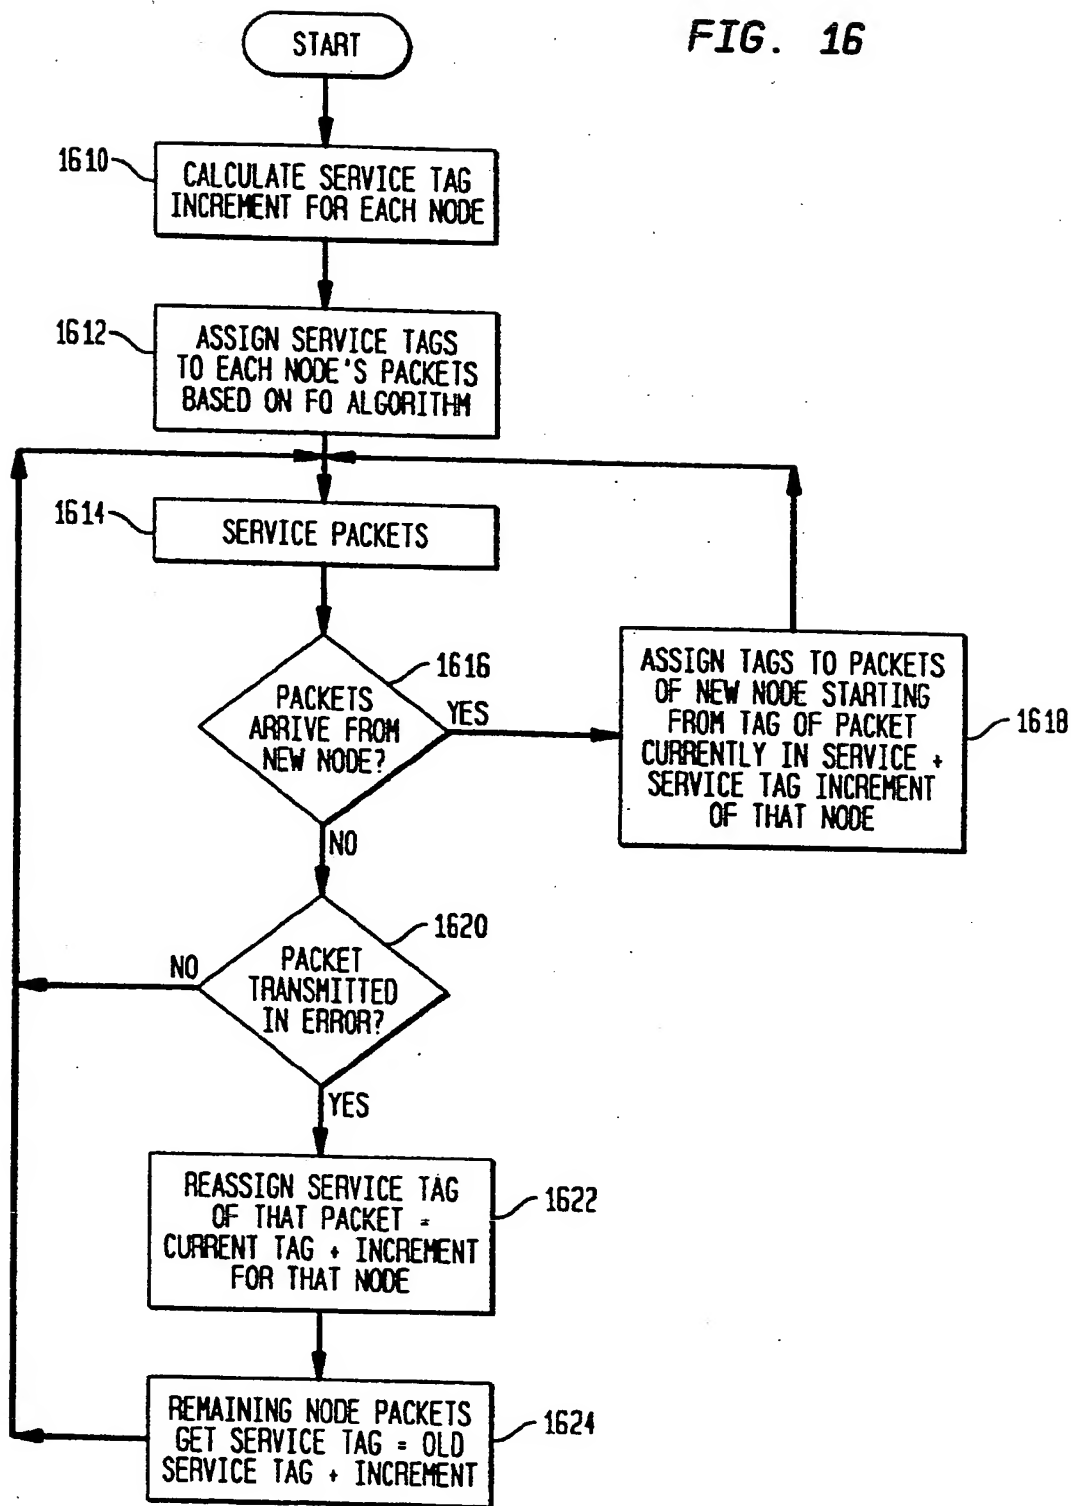 FIG. 16
START
1610
CALCULATE SERVICE TAG
INCREMENT FOR EACH NODE
1612
ASSIGN SERVICE TAGS
TO EACH NODE'S PACKETS
BASED ON FQ ALGORITHM
1614
SERVICE PACKETS
1616
PACKETS
ARRIVE FROM
NEW NODE?
YES
ASSIGN TAGS TO PACKETS
OF NEW NODE STARTING
FROM TAG OF PACKET
CURRENTLY IN SERVICE +
SERVICE TAG INCREMENT
OF THAT NODE
1618
NO
1620
PACKET
TRANSMITTED
IN ERROR?
NO
YES
REASSIGN SERVICE TAG
OF THAT PACKET =
CURRENT TAG + INCREMENT
FOR THAT NODE
1622
REMAINING NODE PACKETS
GET SERVICE TAG = OLD
SERVICE TAG + INCREMENT
1624